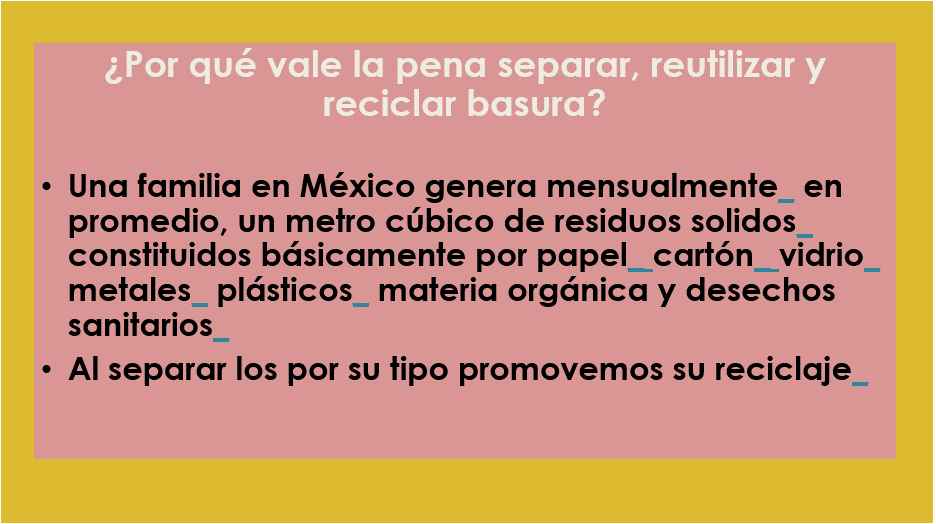 ¿Por qué vale la pena separar, reutilizar y
reciclar basura?
• Una familia en México genera mensualmente_ en
promedio, un metro cúbico de residuos solidos_
constituidos básicamente por papel_ cartón_ vidrio_
metales_ plásticos_ materia orgánica y desechos
sanitarios_
• Al separar los por su tipo promovemos su reciclaje_